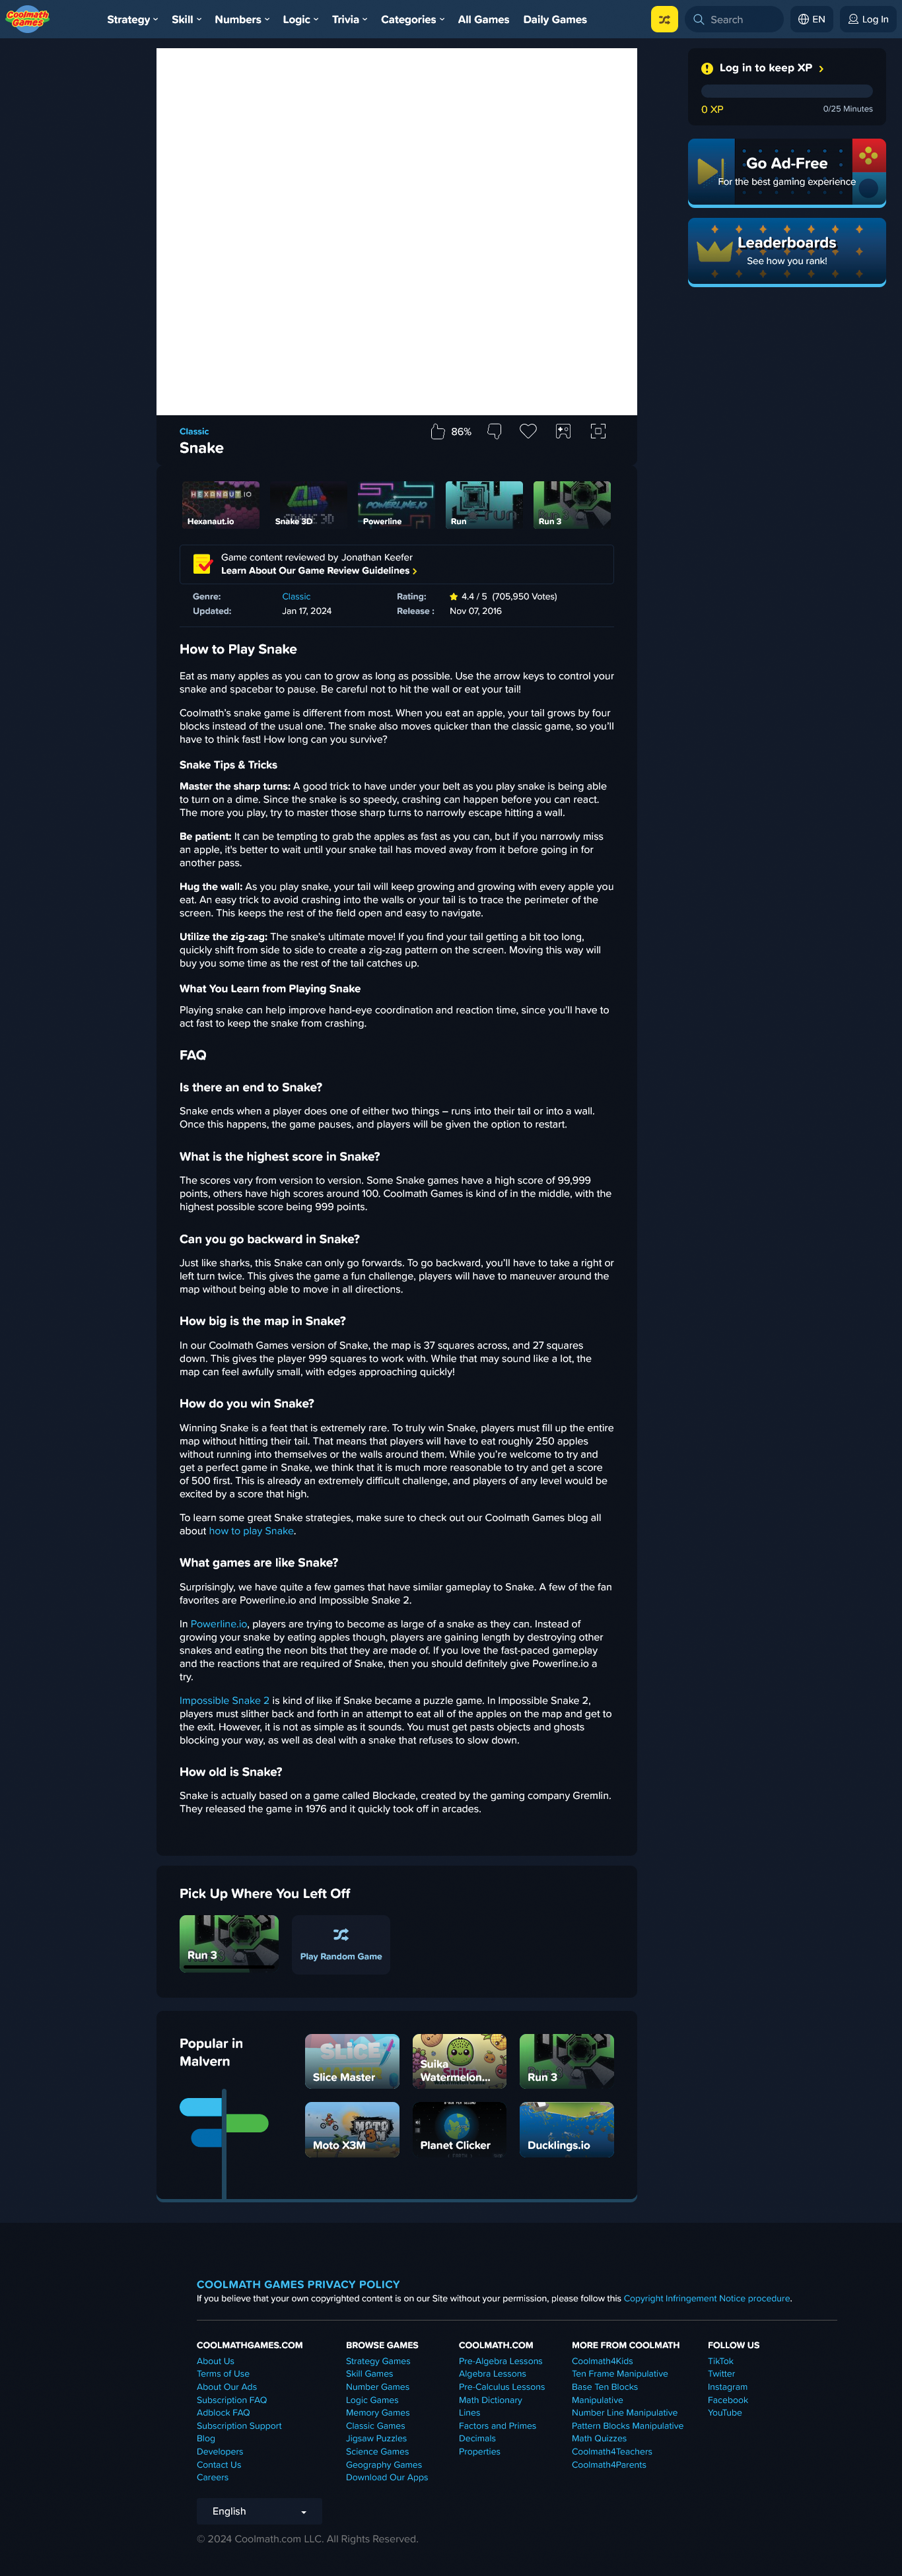 Coolmath Games
Strategy Skill Numbers Logic Trivia Categories All Games Daily Games
Search EN Log In
Log in to keep XP
0 XP 0/25 Minutes
Go Ad-Free
For the best gaming experience
Leaderboards
See how you rank!
Classic
Snake
86%
HEXANAUT.IO
Hexanaut.io
Snake 3D
POWERLINE.IO
Powerline
Run
Run 3
Game content reviewed by Jonathan Keefer
Learn About Our Game Review Guidelines
Genre: Classic Rating: 4.4 / 5 (705,950 Votes)
Updated: Jan 17, 2024 Release : Nov 07, 2016
How to Play Snake
Eat as many apples as you can to grow as long as possible. Use the arrow keys to control your
snake and spacebar to pause. Be careful not to hit the wall or eat your tail!
Coolmath's snake game is different from most. When you eat an apple, your tail grows by four
blocks instead of the usual one. The snake also moves quicker than the classic game, so you'll
have to think fast! How long can you survive?
Snake Tips & Tricks
Master the sharp turns: A good trick to have under your belt as you play snake is being able
to turn on a dime. Since the snake is so speedy, crashing can happen before you can react.
The more you play, try to master those sharp turns to narrowly escape hitting a wall.
Be patient: It can be tempting to grab the apples as fast as you can, but if you narrowly miss
an apple, it's better to wait until your snake tail has moved away from it before going in for
another pass.
Hug the wall: As you play snake, your tail will keep growing and growing with every apple you
eat. An easy trick to avoid crashing into the walls or your tail is to trace the perimeter of the
screen. This keeps the rest of the field open and easy to navigate.
Utilize the zig-zag: The snake's ultimate move! If you find your tail getting a bit too long,
quickly shift from side to side to create a zig-zag pattern on the screen. Moving this way will
buy you some time as the rest of the tail catches up.
What You Learn from Playing Snake
Playing snake can help improve hand-eye coordination and reaction time, since you'll have to
act fast to keep the snake from crashing.
FAQ
Is there an end to Snake?
Snake ends when a player does one of either two things – runs into their tail or into a wall.
Once this happens, the game pauses, and players will be given the option to restart.
What is the highest score in Snake?
The scores vary from version to version. Some Snake games have a high score of 99,999
points, others have high scores around 100. Coolmath Games is kind of in the middle, with the
highest possible score being 999 points.
Can you go backward in Snake?
Just like sharks, this Snake can only go forwards. To go backward, you'll have to take a right or
left turn twice. This gives the game a fun challenge, players will have to maneuver around the
map without being able to move in all directions.
How big is the map in Snake?
In our Coolmath Games version of Snake, the map is 37 squares across, and 27 squares
down. This gives the player 999 squares to work with. While that may sound like a lot, the
map can feel awfully small, with edges approaching quickly!
How do you win Snake?
Winning Snake is a feat that is extremely rare. To truly win Snake, players must fill up the entire
map without hitting their tail. That means that players will have to eat roughly 250 apples
without running into themselves or the walls around them. While you're welcome to try and
get a perfect game in Snake, we think that it is much more reasonable to try and get a score
of 500 first. This is already an extremely difficult challenge, and players of any level would be
excited by a score that high.
To learn some great Snake strategies, make sure to check out our Coolmath Games blog all
about how to play Snake.
What games are like Snake?
Surprisingly, we have quite a few games that have similar gameplay to Snake. A few of the fan
favorites are Powerline.io and Impossible Snake 2.
In Powerline.io, players are trying to become as large of a snake as they can. Instead of
growing your snake by eating apples though, players are gaining length by destroying other
snakes and eating the neon bits that they are made of. If you love the fast-paced gameplay
and the reactions that are required of Snake, then you should definitely give Powerline.io a
try.
Impossible Snake 2 is kind of like if Snake became a puzzle game. In Impossible Snake 2,
players must slither back and forth in an attempt to eat all of the apples on the map and get to
the exit. However, it is not as simple as it sounds. You must get pasts objects and ghosts
blocking your way, as well as deal with a snake that refuses to slow down.
How old is Snake?
Snake is actually based on a game called Blockade, created by the gaming company Gremlin.
They released the game in 1976 and it quickly took off in arcades.
Pick Up Where You Left Off
Run 3
Play Random Game
Popular in
Malvern
SLICE
Slice Master
Suika
Watermelon...
Run 3
MOTO X3M
Moto X3M
Planet Clicker
Ducklings.io
COOLMATH GAMES PRIVACY POLICY
If you believe that your own copyrighted content is on our Site without your permission, please follow this Copyright Infringement Notice procedure.
COOLMATHGAMES.COM
About Us
Terms of Use
About Our Ads
Subscription FAQ
Adblock FAQ
Subscription Support
Blog
Developers
Contact Us
Careers
BROWSE GAMES
Strategy Games
Skill Games
Number Games
Logic Games
Memory Games
Classic Games
Jigsaw Puzzles
Science Games
Geography Games
Download Our Apps
COOLMATH.COM
Pre-Algebra Lessons
Algebra Lessons
Pre-Calculus Lessons
Math Dictionary
Lines
Factors and Primes
Decimals
Properties
MORE FROM COOLMATH
Coolmath4Kids
Ten Frame Manipulative
Base Ten Blocks
Manipulative
Number Line Manipulative
Pattern Blocks Manipulative
Math Quizzes
Coolmath4Teachers
Coolmath4Parents
FOLLOW US
TikTok
Twitter
Instagram
Facebook
YouTube
English
© 2024 Coolmath.com LLC. All Rights Reserved.